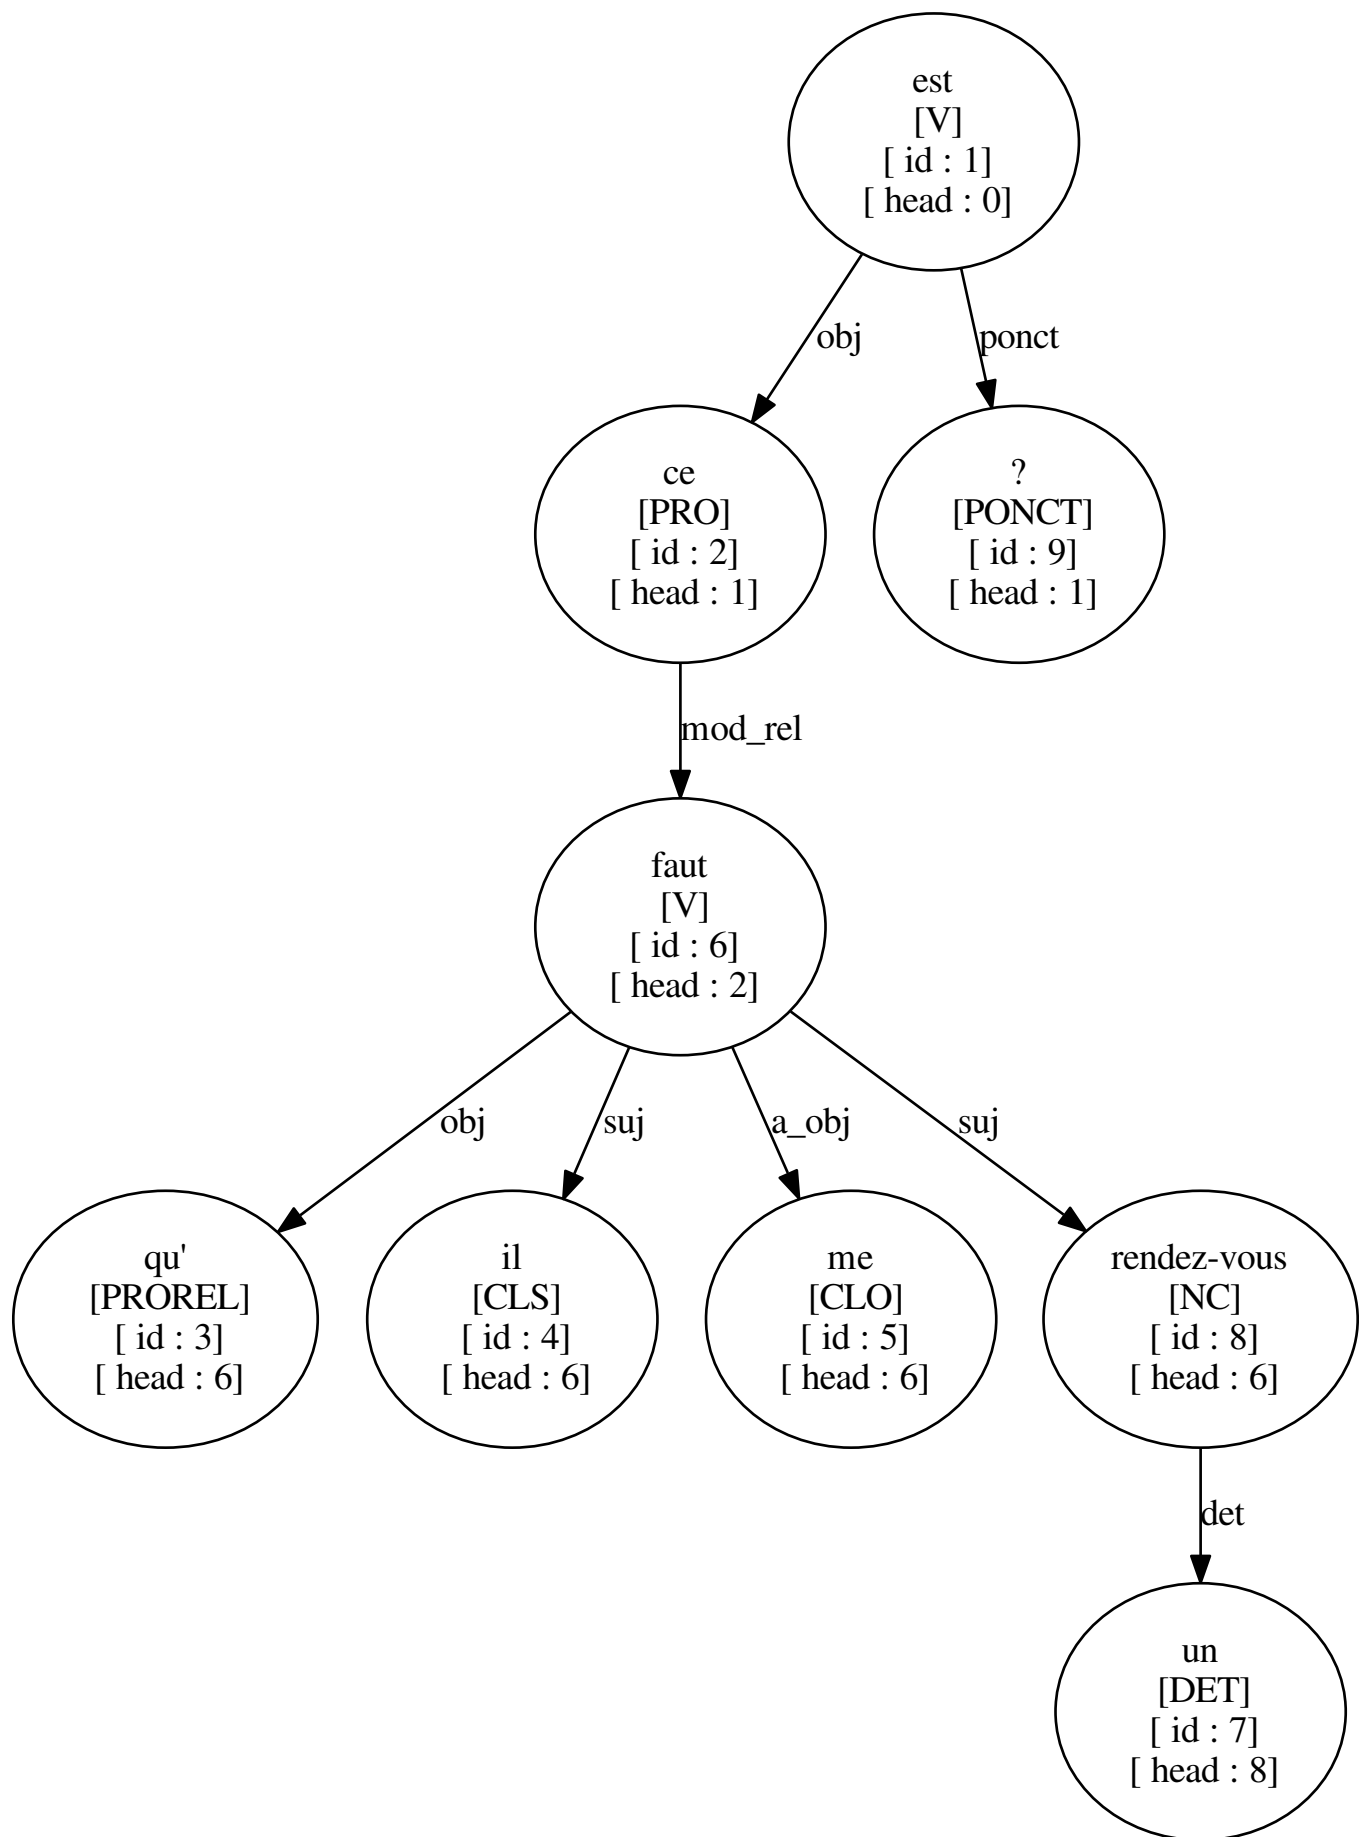 est
[V]
[ id : 1]
[ head : 0]
obj
ponct
ce
[PRO]
[ id : 2]
[ head : 1]
?
[PONCT]
[ id : 9]
[ head : 1]
mod_rel
faut
[V]
[ id : 6]
[ head : 2]
obj
suj
a_obj
suj
qu'
[PROREL]
[ id : 3]
[ head : 6]
il
[CLS]
[ id : 4]
[ head : 6]
me
[CLO]
[ id : 5]
[ head : 6]
rendez-vous
[NC]
[ id : 8]
[ head : 6]
det
un
[DET]
[ id : 7]
[ head : 8]